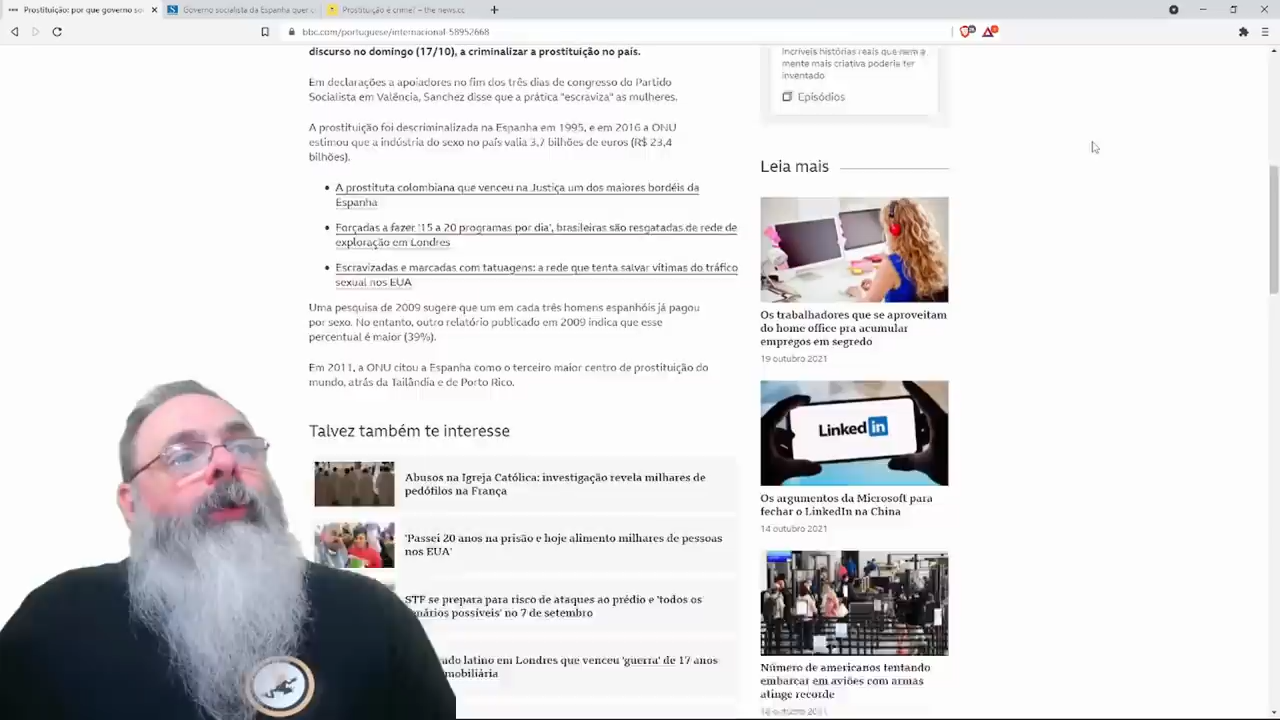 Prostituição: por que governo so
Governo socialista da Espanha quer
Prostituição é crime? – the news.cc
bbc.com/portuguese/internacional-58952668
discurso no domingo (17/10), a criminalizar a prostituição no país.
Em declarações a apoiadores no fim dos três dias de congresso do Partido
Socialista em Valência, Sanchez disse que a prática "escraviza" as mulheres.
A prostituição foi descriminalizada na Espanha em 1995, e em 2016 a ONU
estimou que a indústria do sexo no país valia 3,7 bilhões de euros (R$ 23,4
bilhões).
A prostituta colombiana que venceu na Justiça um dos maiores bordéis da
Espanha
Forçadas a fazer '15 a 20 programas por dia', brasileiras são resgatadas de rede de
exploração em Londres
Escravizadas e marcadas com tatuagens: a rede que tenta salvar vítimas do tráfico
sexual nos EUA
Uma pesquisa de 2009 sugere que um em cada três homens espanhóis já pagou
por sexo. No entanto, outro relatório publicado em 2009 indica que esse
percentual é maior (39%).
Em 2011, a ONU citou a Espanha como o terceiro maior centro de prostituição do
mundo, atrás da Tailândia e de Porto Rico.
Talvez também te interesse
Abusos na Igreja Católica: investigação revela milhares de
pedófilos na França
'Passei 20 anos na prisão e hoje alimento milhares de pessoas
nos EUA'
STF se prepara para risco de ataques ao prédio e 'todos os
enários possíveis' no 7 de setembro
ado latino em Londres que venceu 'guerra' de 17 anos
mobiliária
Incríveis histórias reais que nem a
mente mais criativa poderia ter
inventado
Episódios
Leia mais
Os trabalhadores que se aproveitam
do home office pra acumular
empregos em segredo
19 outubro 2021
Linked in
Os argumentos da Microsoft para
fechar o LinkedIn na China
14 outubro 2021
Número de americanos tentando
embarcar em aviões com armas
atinge recorde
outubro 2021